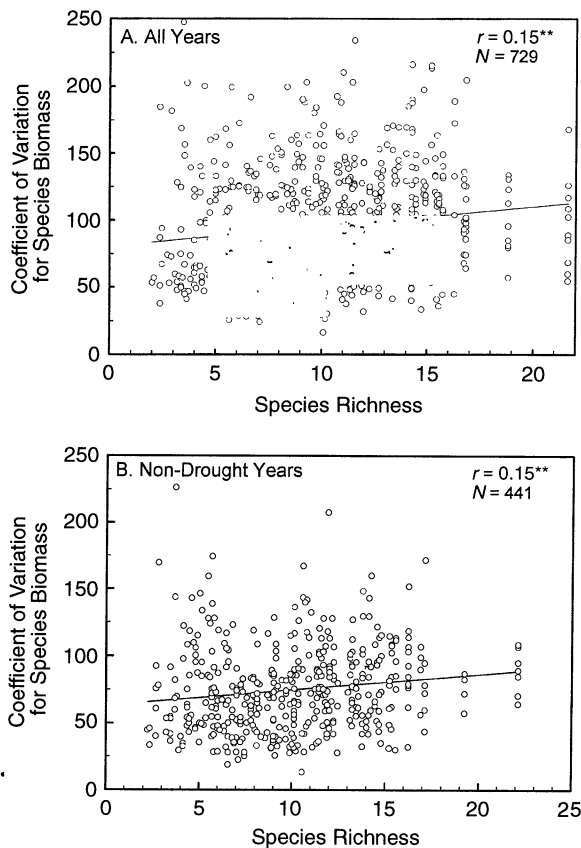 A. All Years
r = 0.15**
N = 729
250
200
150
100
50
0
Coefficient of Variation
for Species Biomass
0 5 10 15 20
Species Richness
B. Non-Drought Years
r = 0.15**
N = 441
250
200
150
100
50
0
Coefficient of Variation
for Species Biomass
0 5 10 15 20 25
Species Richness